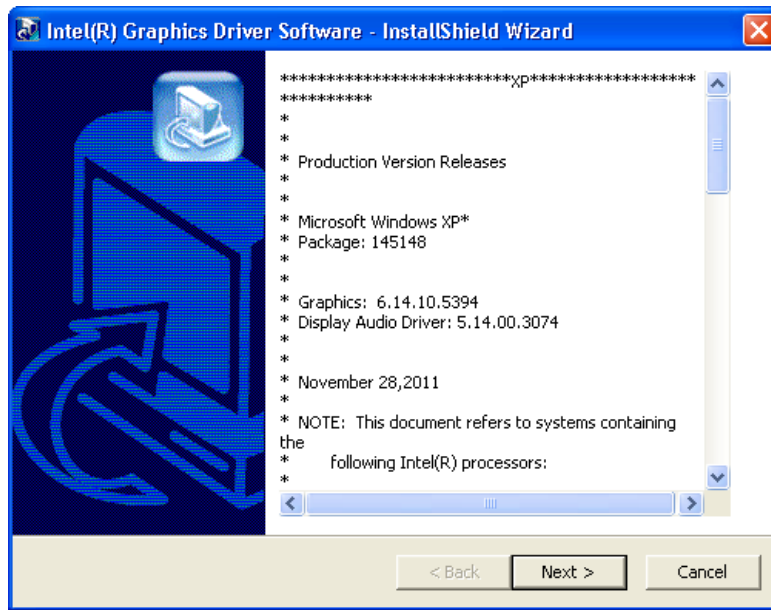 Intel(R) Graphics Driver Software - InstallShield Wizard
*************************XP******************
**********
*
*
* Production Version Releases
*
*
* Microsoft Windows XP*
* Package: 145148
*
*
* Graphics: 6.14.10.5394
* Display Audio Driver: 5.14.00.3074
*
*
* November 28,2011
*
* NOTE: This document refers to systems containing
the
* following Intel(R) processors:
*
< Back
Next >
Cancel